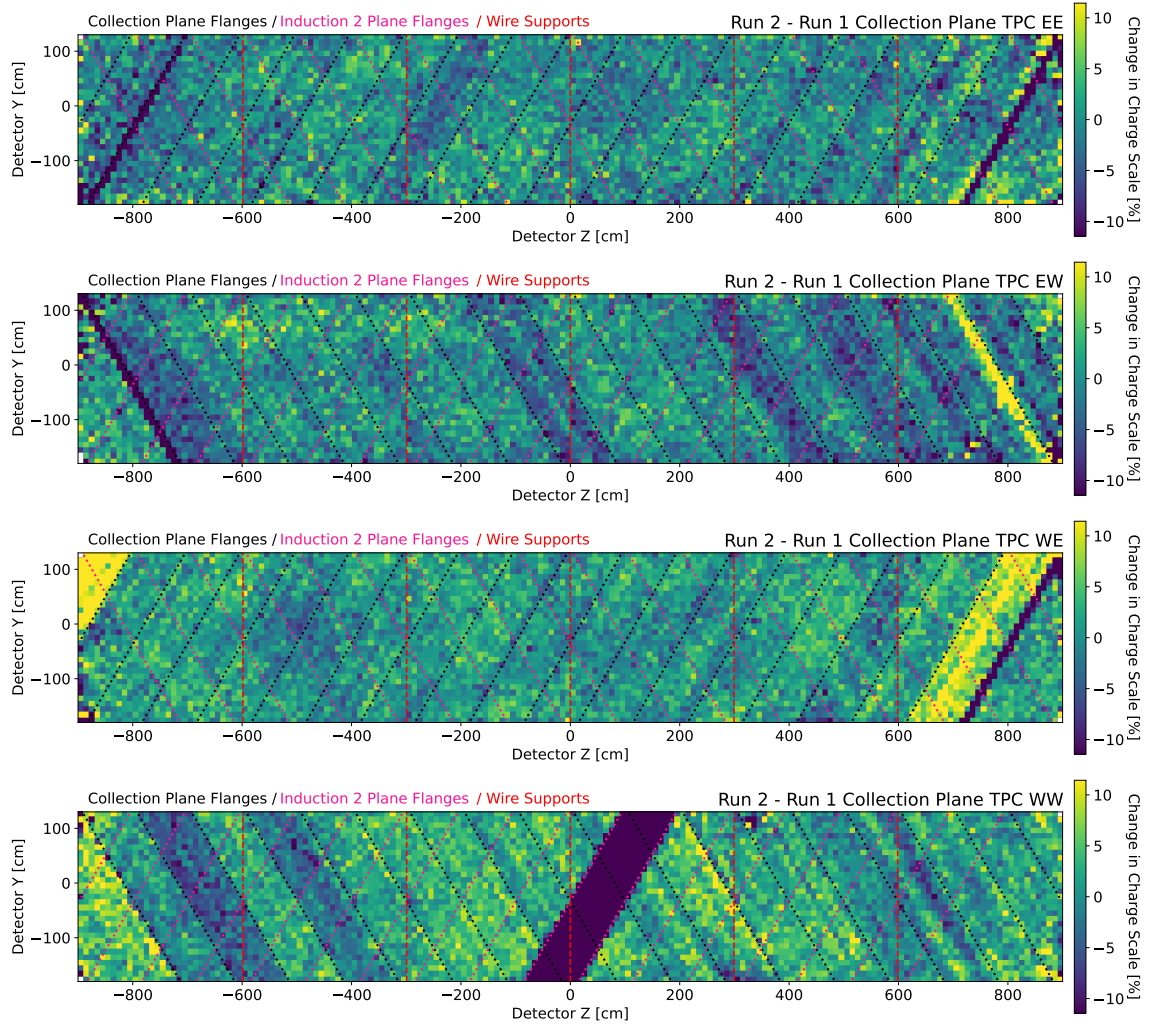 Collection Plane Flanges / Induction 2 Plane Flanges / Wire Supports
Run 2 - Run 1 Collection Plane TPC EE
Detector Y [cm]
100
0
−100
−800 −600 −400 −200 0 200 400 600 800
Detector Z [cm]
10
5
0
−5
−10
Change in Charge Scale [%]
Collection Plane Flanges / Induction 2 Plane Flanges / Wire Supports
Run 2 - Run 1 Collection Plane TPC EW
Detector Y [cm]
100
0
−100
−800 −600 −400 −200 0 200 400 600 800
Detector Z [cm]
10
5
0
−5
−10
Change in Charge Scale [%]
Collection Plane Flanges / Induction 2 Plane Flanges / Wire Supports
Run 2 - Run 1 Collection Plane TPC WE
Detector Y [cm]
100
0
−100
−800 −600 −400 −200 0 200 400 600 800
Detector Z [cm]
10
5
0
−5
−10
Change in Charge Scale [%]
Collection Plane Flanges / Induction 2 Plane Flanges / Wire Supports
Run 2 - Run 1 Collection Plane TPC WW
Detector Y [cm]
100
0
−100
−800 −600 −400 −200 0 200 400 600 800
Detector Z [cm]
10
5
0
−5
−10
Change in Charge Scale [%]